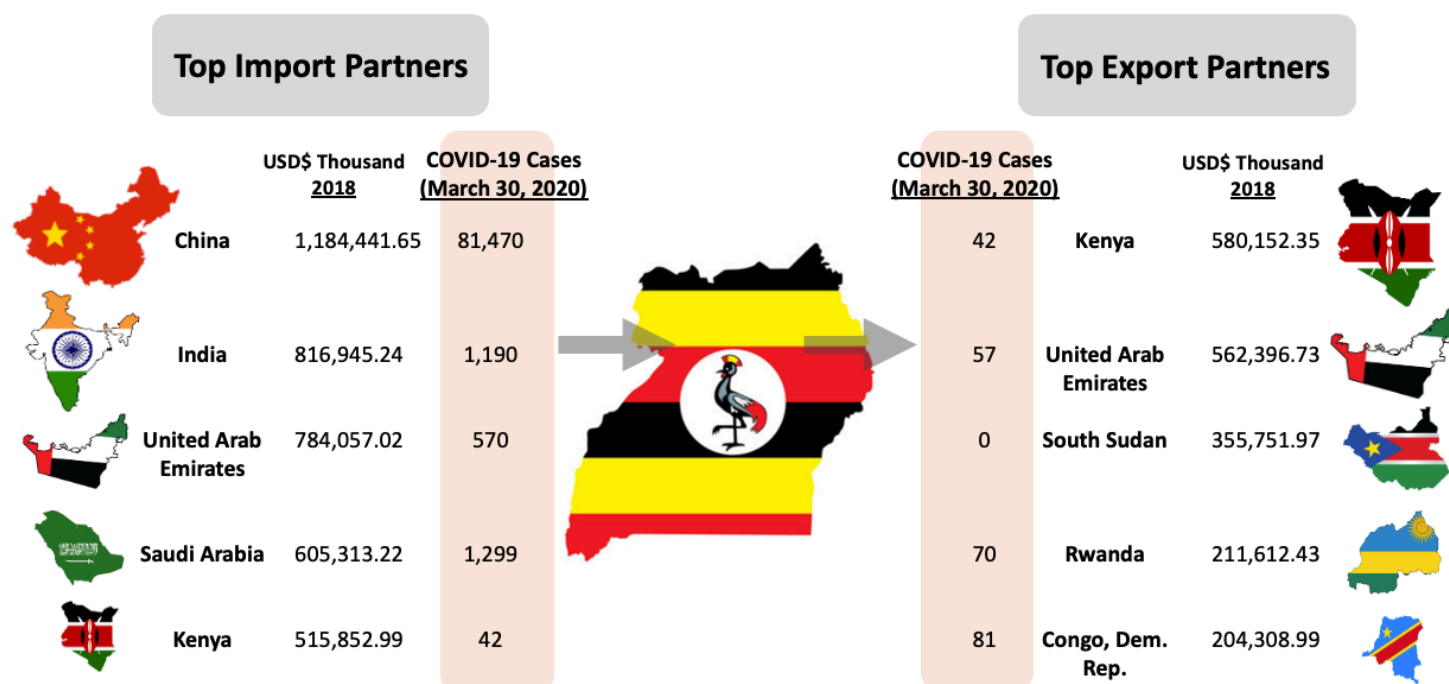 Top Import Partners
Top Export Partners
USD$ Thousand
2018
COVID-19 Cases
(March 30, 2020)
China 1,184,441.65 81,470
India 816,945.24 1,190
United Arab
Emirates
784,057.02 570
Saudi Arabia 605,313.22 1,299
Kenya 515,852.99 42
COVID-19 Cases
(March 30, 2020)
USD$ Thousand
2018
42 Kenya 580,152.35
57 United Arab
Emirates
562,396.73
0 South Sudan 355,751.97
70 Rwanda 211,612.43
81 Congo, Dem.
Rep.
204,308.99